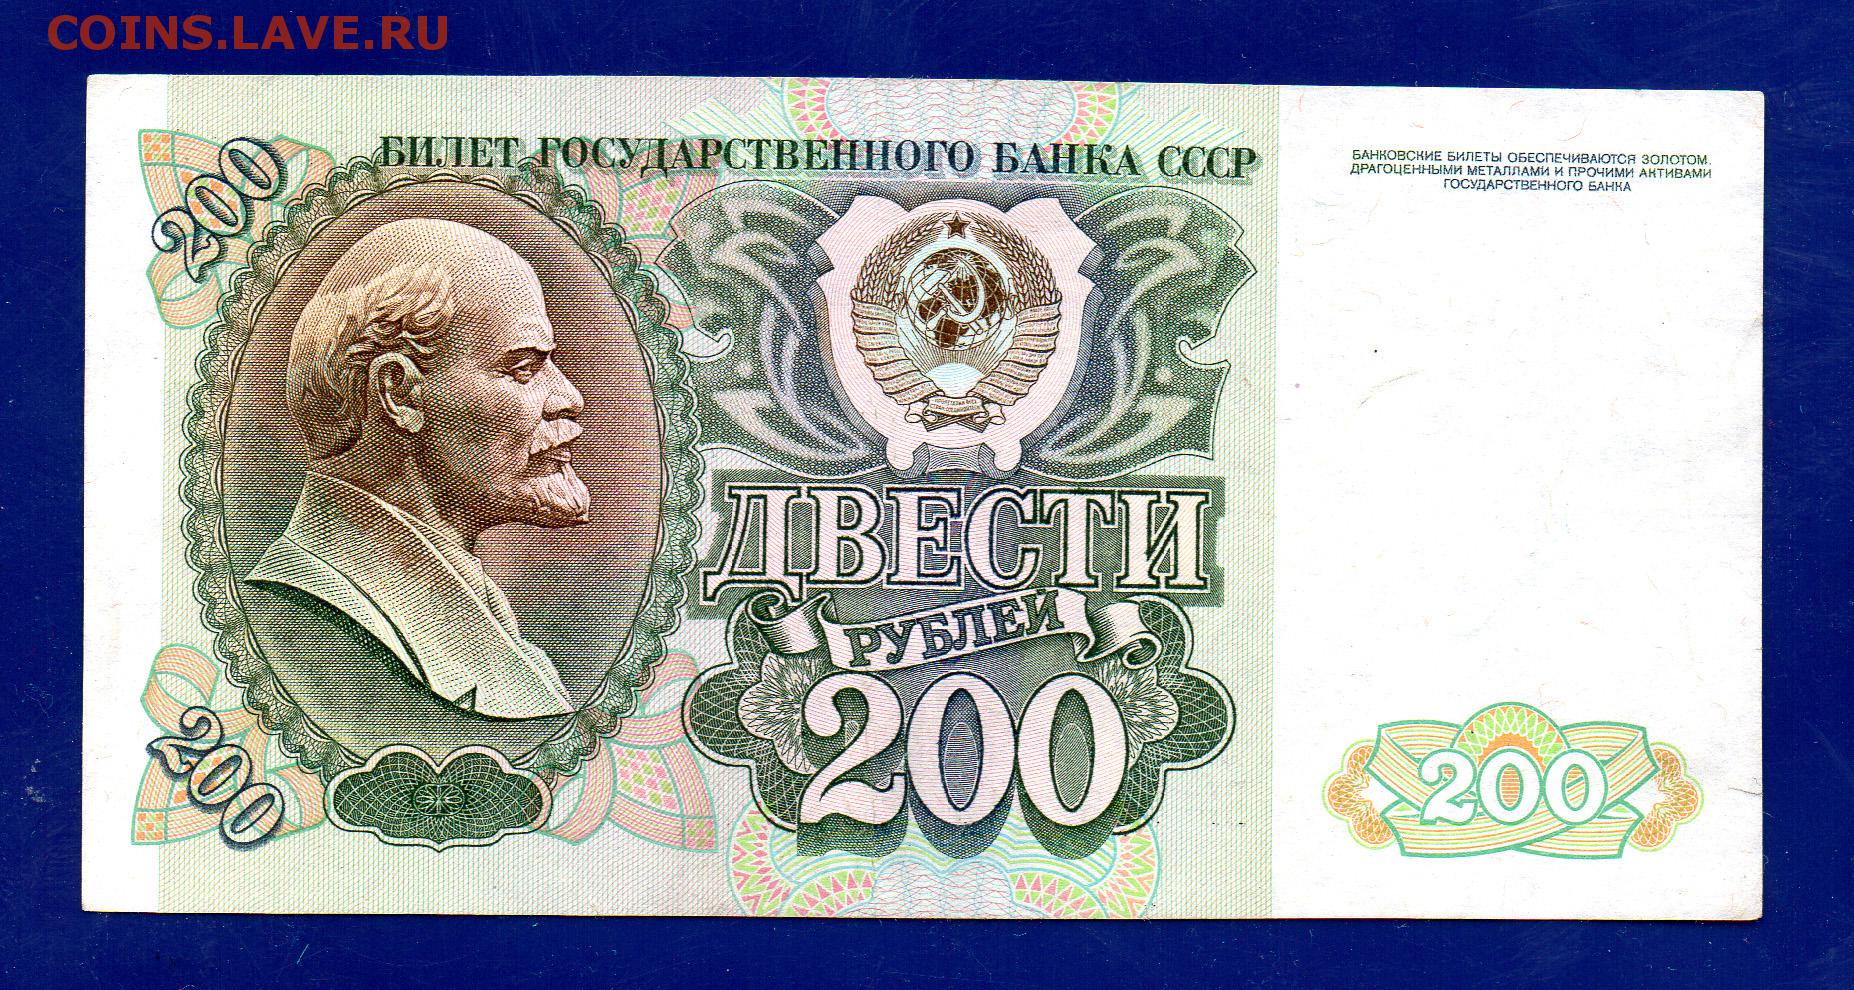 COINS.LAVE.RU
БИЛЕТ ГОСУДАРСТВЕННОГО БАНКА СССР
БАНКОВСКИЕ БИЛЕТЫ ОБЕСПЕЧИВАЮТСЯ ЗОЛОТОМ,
ДРАГОЦЕННЫМИ МЕТАЛЛАМИ И ПРОЧИМИ АКТИВАМИ
ГОСУДАРСТВЕННОГО БАНКА
200
ДВЕСТИ
РУБЛЕЙ
200
200
200